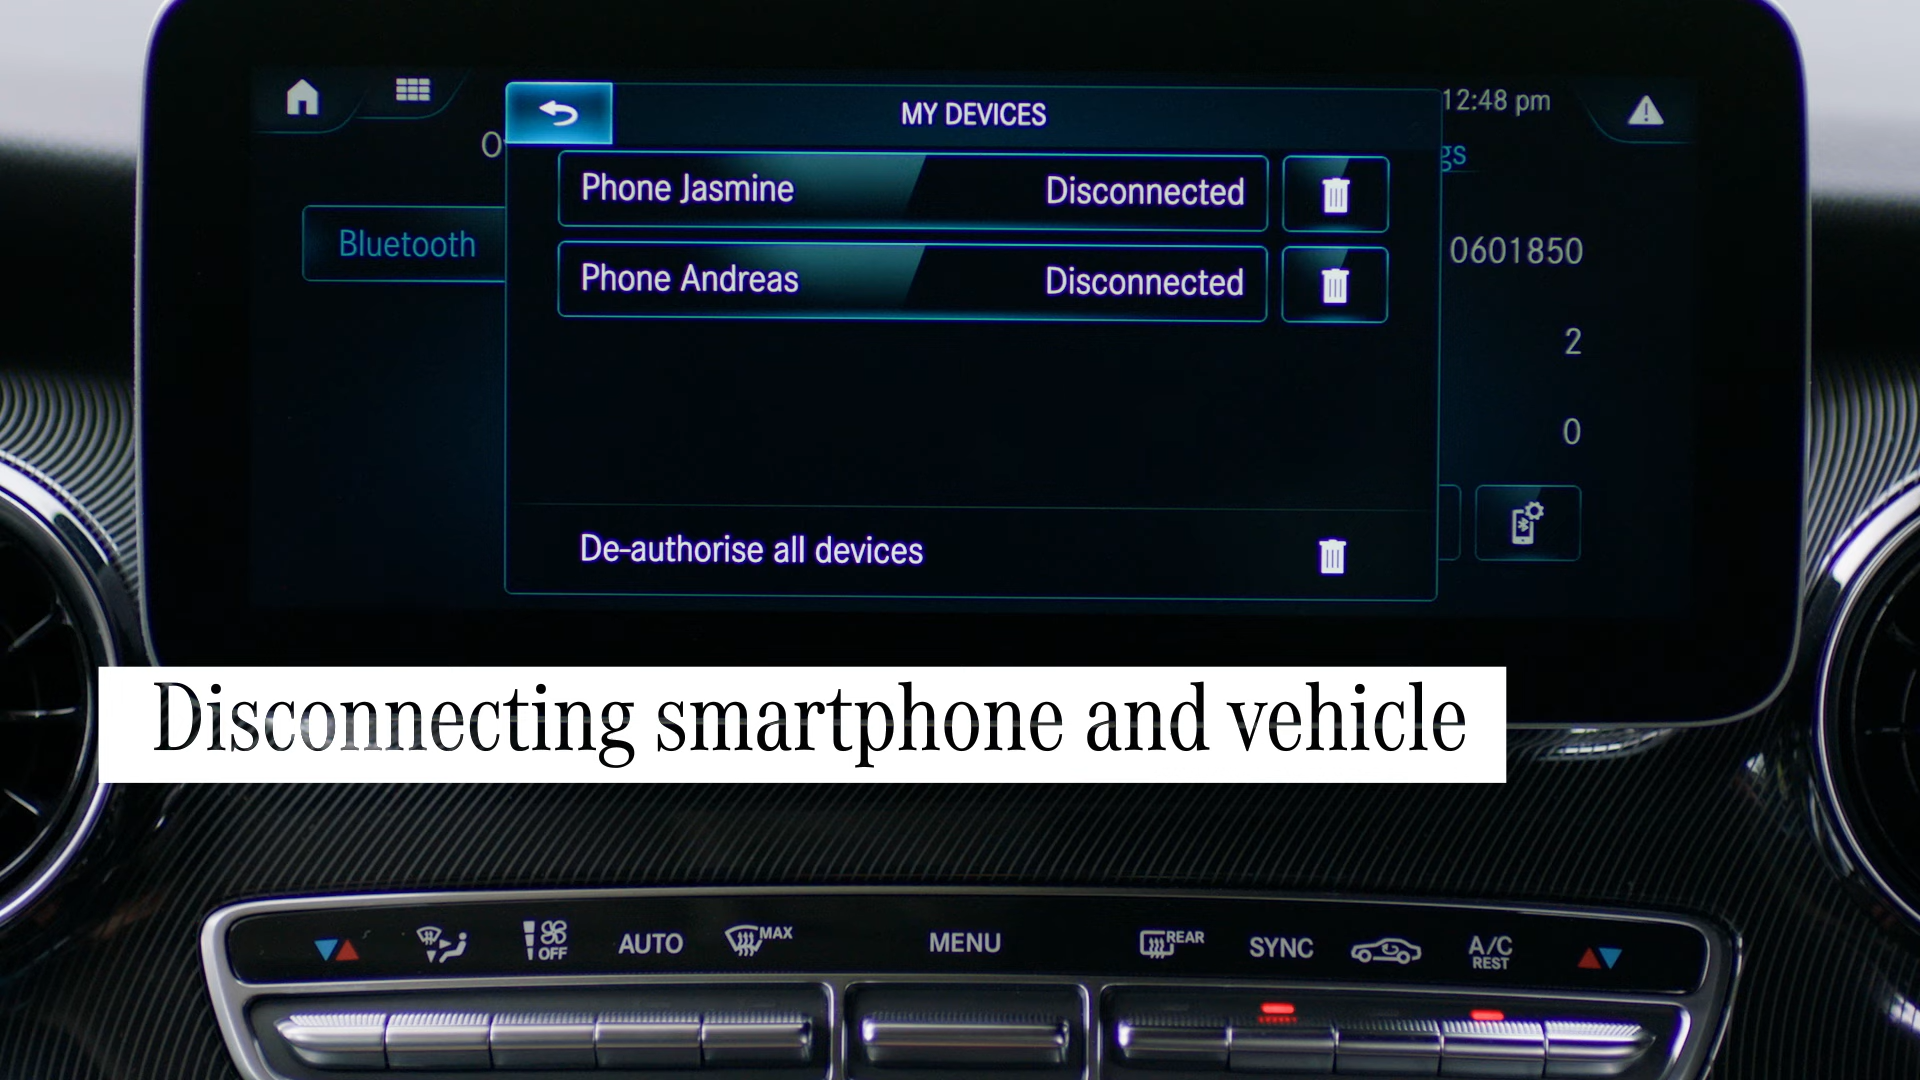 MY DEVICES
12:48 pm
Phone Jasmine Disconnected
Bluetooth
0601850
Phone Andreas Disconnected
2
0
De-authorise all devices
Disconnecting smartphone and vehicle
OFF AUTO MAX MENU REAR SYNC A/C
REST